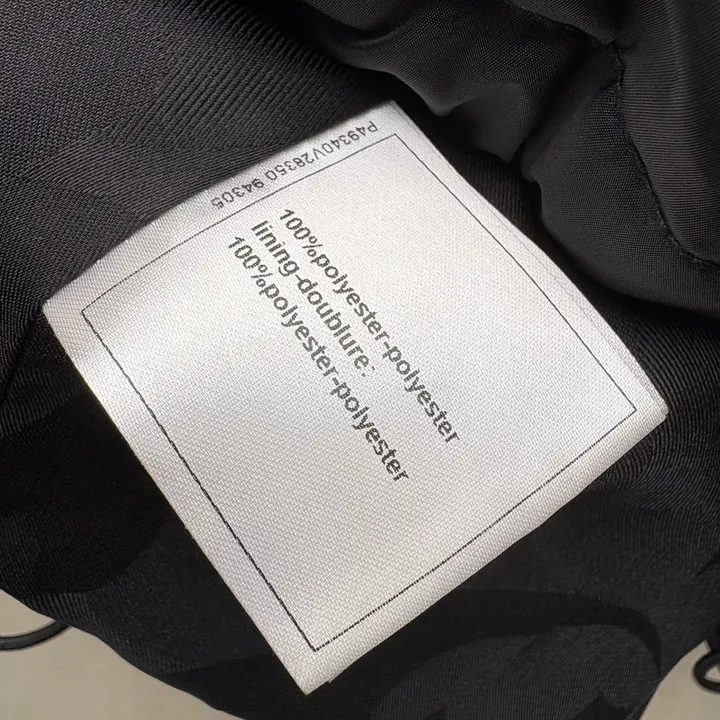 P49340V28350 94305
100%polyester-polyester
lining-doublure:
100%polyester-polyester